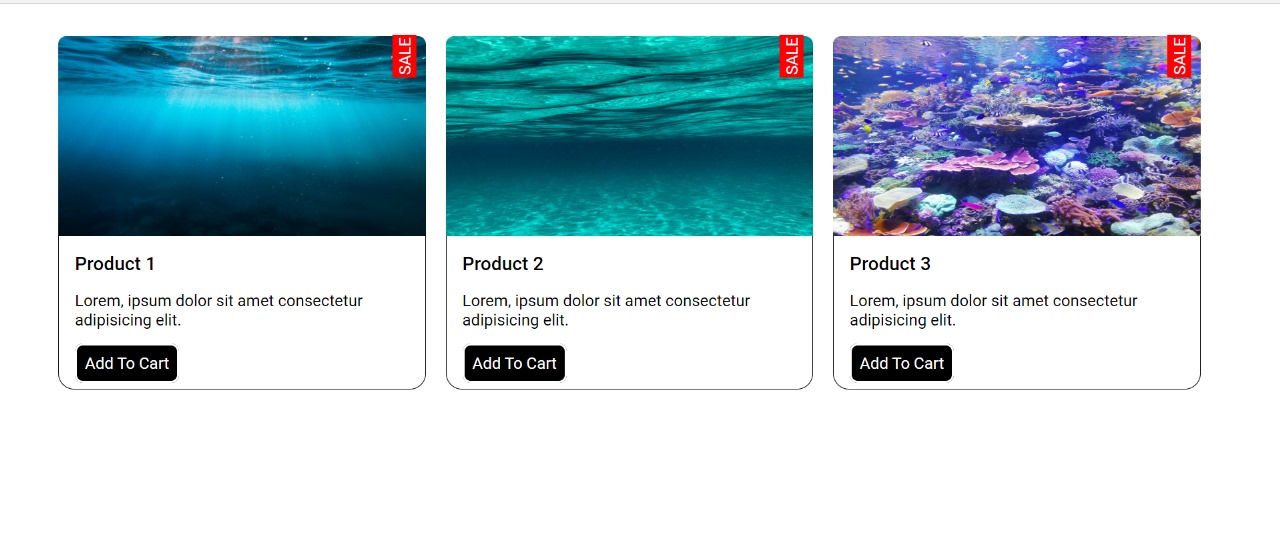 SALE
Product 1
Lorem, ipsum dolor sit amet consectetur
adipisicing elit.
Add To Cart
SALE
Product 2
Lorem, ipsum dolor sit amet consectetur
adipisicing elit.
Add To Cart
SALE
Product 3
Lorem, ipsum dolor sit amet consectetur
adipisicing elit.
Add To Cart